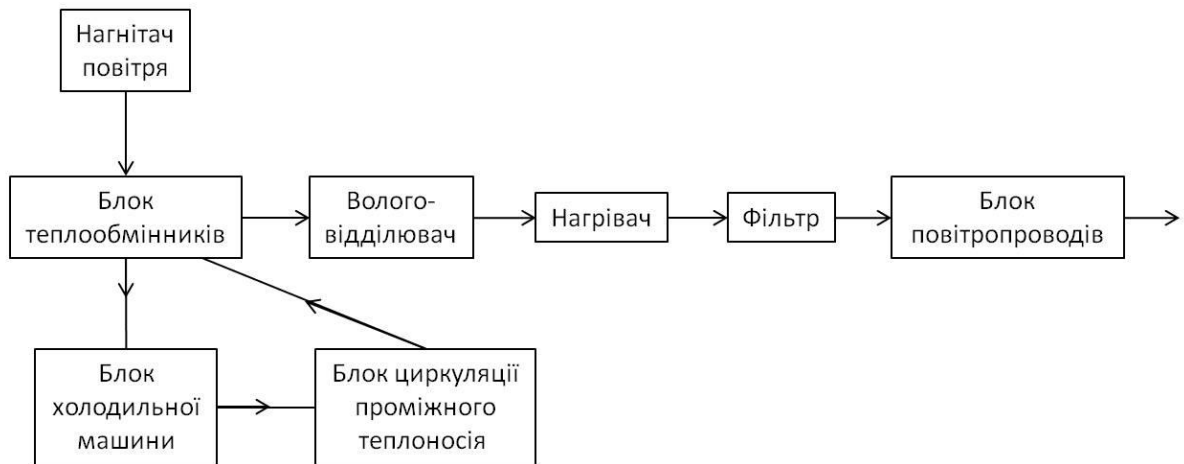 Нагнітач
повітря
Блок
теплообмінників
Волого-
відділювач
Нагрівач
Фільтр
Блок
повітропроводів
Блок
холодильної
машини
Блок циркуляції
проміжного
теплоносія